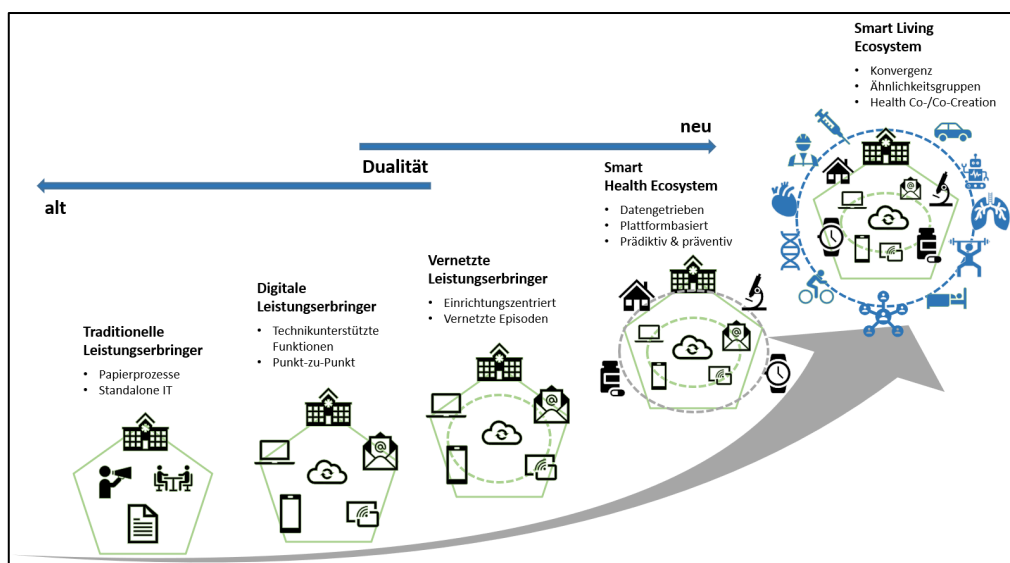 Smart Living
Ecosystem
• Konvergenz
• Ähnlichkeitsgruppen
• Health Co-/Co-Creation
neu
Dualität
alt
Smart
Health Ecosystem
• Datengetrieben
• Plattformbasiert
• Prädiktiv & präventiv
Vernetzte
Leistungserbringer
• Einrichtungszentriert
• Vernetzte Episoden
Digitale
Leistungserbringer
• Technikunterstützte
Funktionen
• Punkt-zu-Punkt
Traditionelle
Leistungserbringer
• Papierprozesse
• Standalone IT